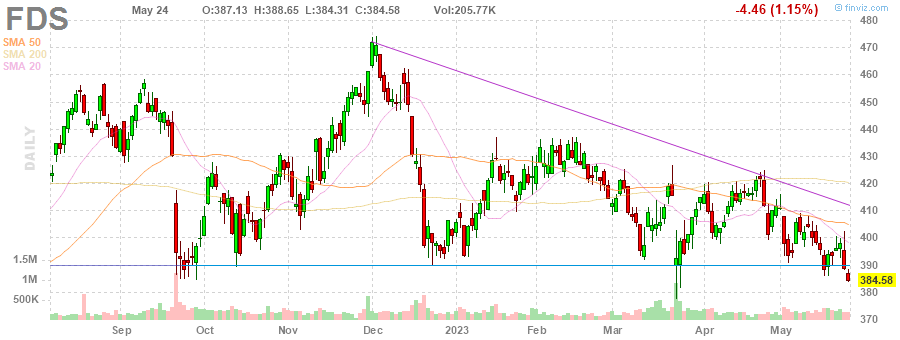 FDS May 24 O:387.13 H:388.65 L:384.31 C:384.58 Vol:205.77K -4.46 (1.15%) © finviz.com
SMA 50
SMA 200
SMA 20
DAILY
480
470
460
450
440
430
420
410
400
390
384.58
380
1.5M
1M
500K
Sep Oct Nov Dec 2023 Feb Mar Apr May